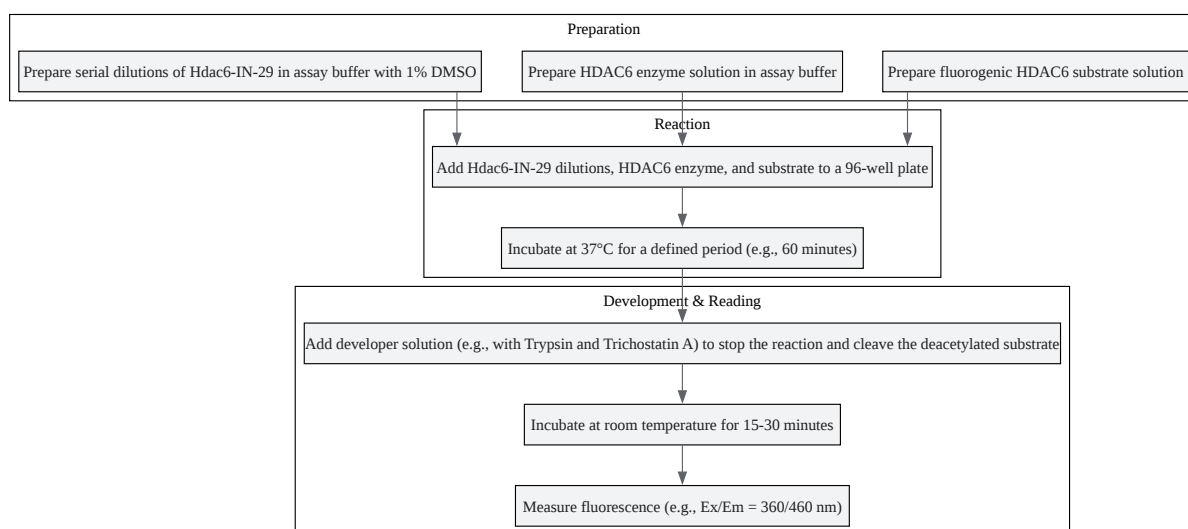 Preparation
Prepare serial dilutions of Hdac6-IN-29 in assay buffer with 1% DMSO
Prepare HDAC6 enzyme solution in assay buffer
Prepare fluorogenic HDAC6 substrate solution
Reaction
Add Hdac6-IN-29 dilutions, HDAC6 enzyme, and substrate to a 96-well plate
Incubate at 37°C for a defined period (e.g., 60 minutes)
Development & Reading
Add developer solution (e.g., with Trypsin and Trichostatin A) to stop the reaction and cleave the deacetylated substrate
Incubate at room temperature for 15-30 minutes
Measure fluorescence (e.g., Ex/Em = 360/460 nm)